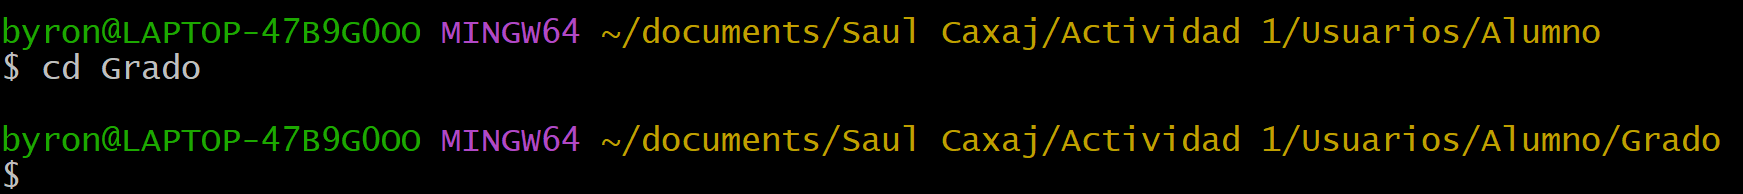 byron@LAPTOP-47B9G0OO MINGW64 ~/documents/Saul Caxaj/Actividad 1/Usuarios/Alumno
$ cd Grado
byron@LAPTOP-47B9G0OO MINGW64 ~/documents/Saul Caxaj/Actividad 1/Usuarios/Alumno/Grado
$